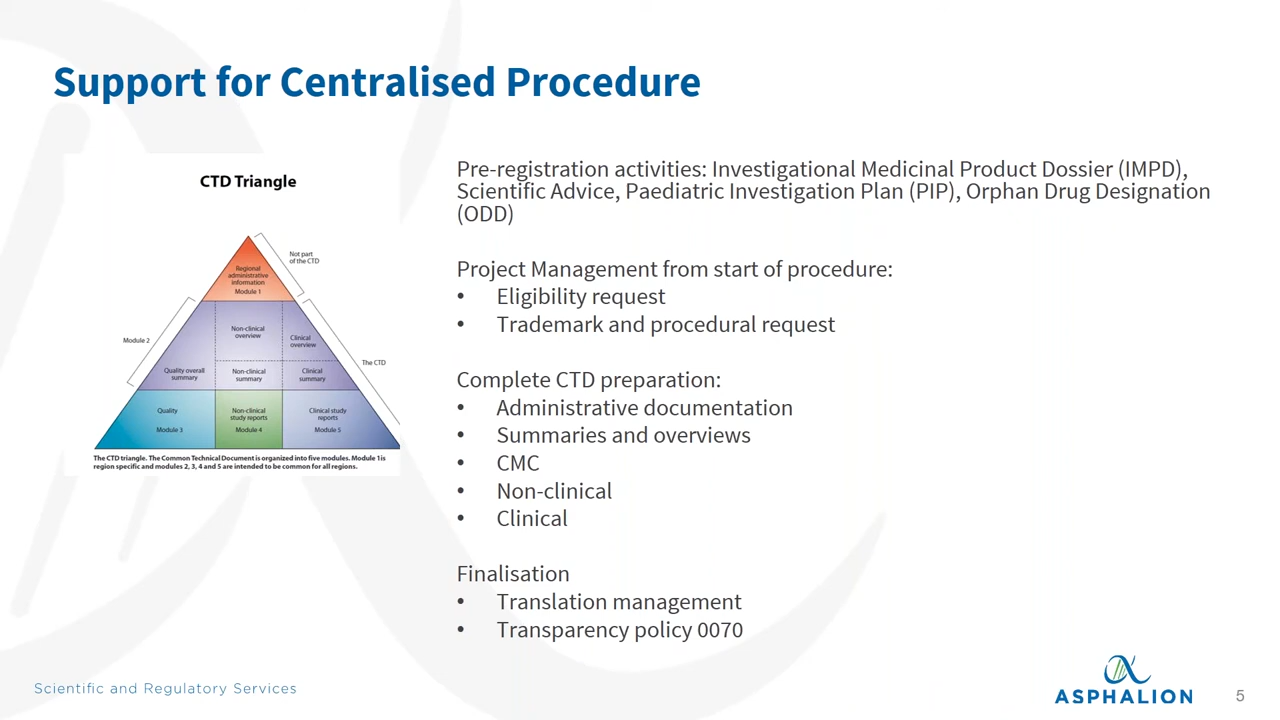 Support for Centralised Procedure
CTD Triangle
Not part
of the CTD
Regional
administrative
information
Module 1
Module 2
Non-clinical
overview
Clinical
overview
The CTD
Quality overall
summary
Non-clinical
summary
Clinical
summary
Quality
Module 3
Non-clinical
study reports
Module 4
Clinical study
reports
Module 5
The CTD triangle. The Common Technical Document is organized into five modules. Module 1 is
region specific and modules 2, 3, 4 and 5 are intended to be common for all regions.
Pre-registration activities: Investigational Medicinal Product Dossier (IMPD),
Scientific Advice, Paediatric Investigation Plan (PIP), Orphan Drug Designation
(ODD)
Project Management from start of procedure:
• Eligibility request
• Trademark and procedural request
Complete CTD preparation:
• Administrative documentation
• Summaries and overviews
• CMC
• Non-clinical
• Clinical
Finalisation
• Translation management
• Transparency policy 0070
Scientific and Regulatory Services
ASPHALION
5